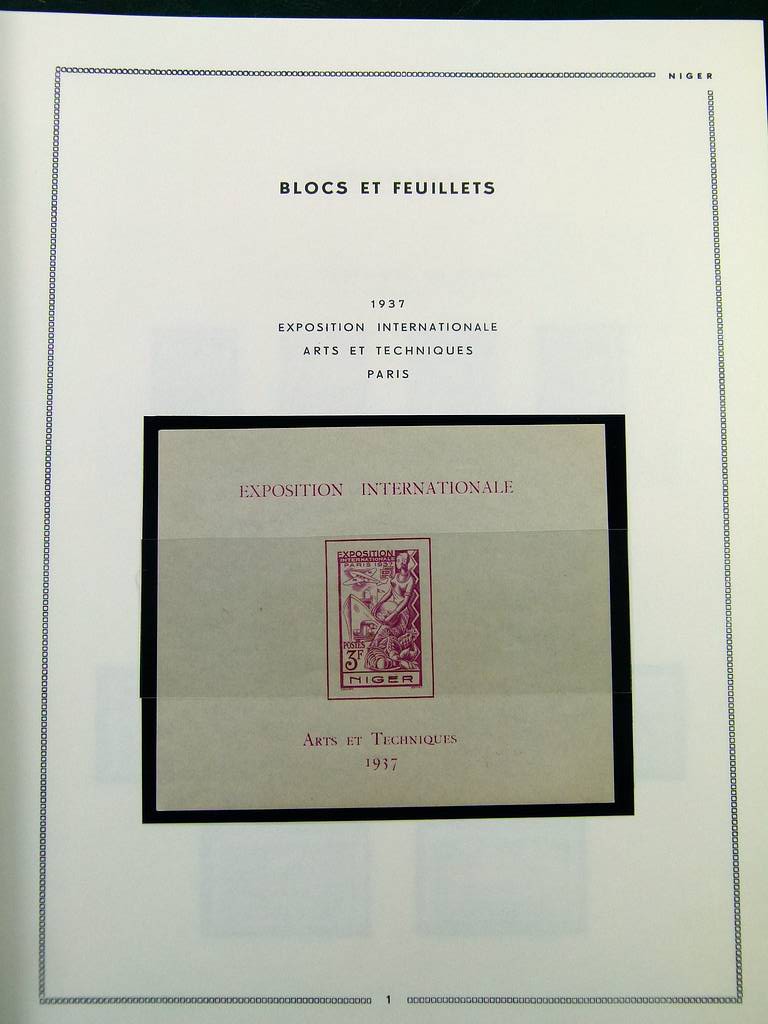 NIGER
BLOCS ET FEUILLETS
1937
EXPOSITION INTERNATIONALE
ARTS ET TECHNIQUES
PARIS
EXPOSITION INTERNATIONALE
EXPOSITION
INTERNATIONALE
PARIS 1937
POSTES
3F
NIGER
ARTS ET TECHNIQUES
1937
1